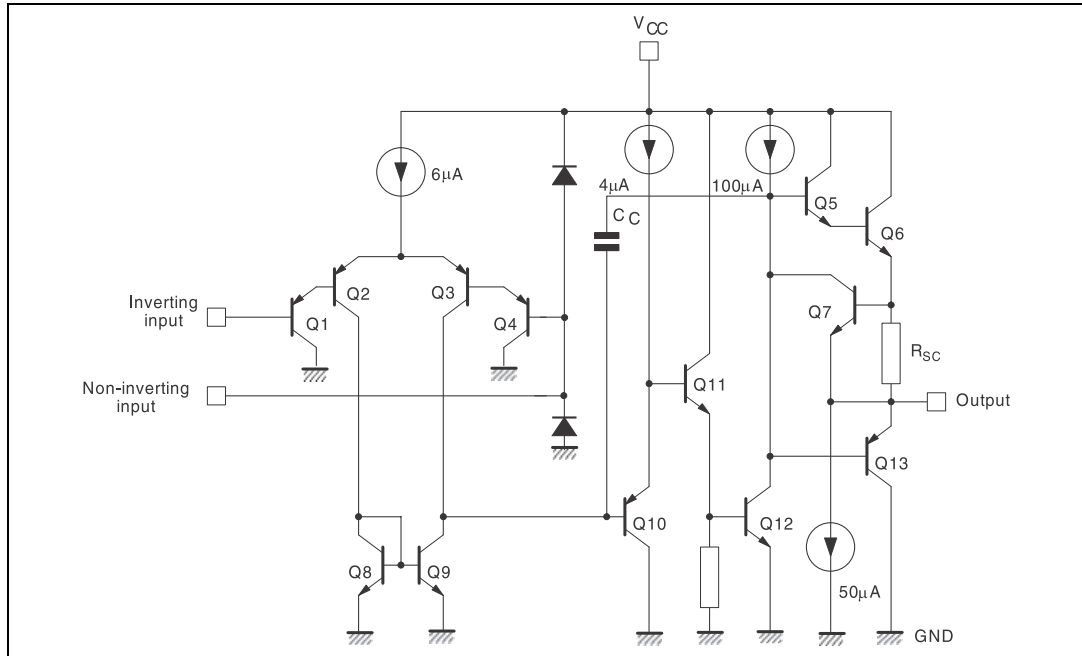 VCC
6μA
4μA
100μA
CC
Q5
Q6
Q2
Q3
Inverting
input
Q1
Q4
Q7
RSC
Non-inverting
input
Q11
Output
Q13
Q10
Q12
Q8
Q9
50μA
GND